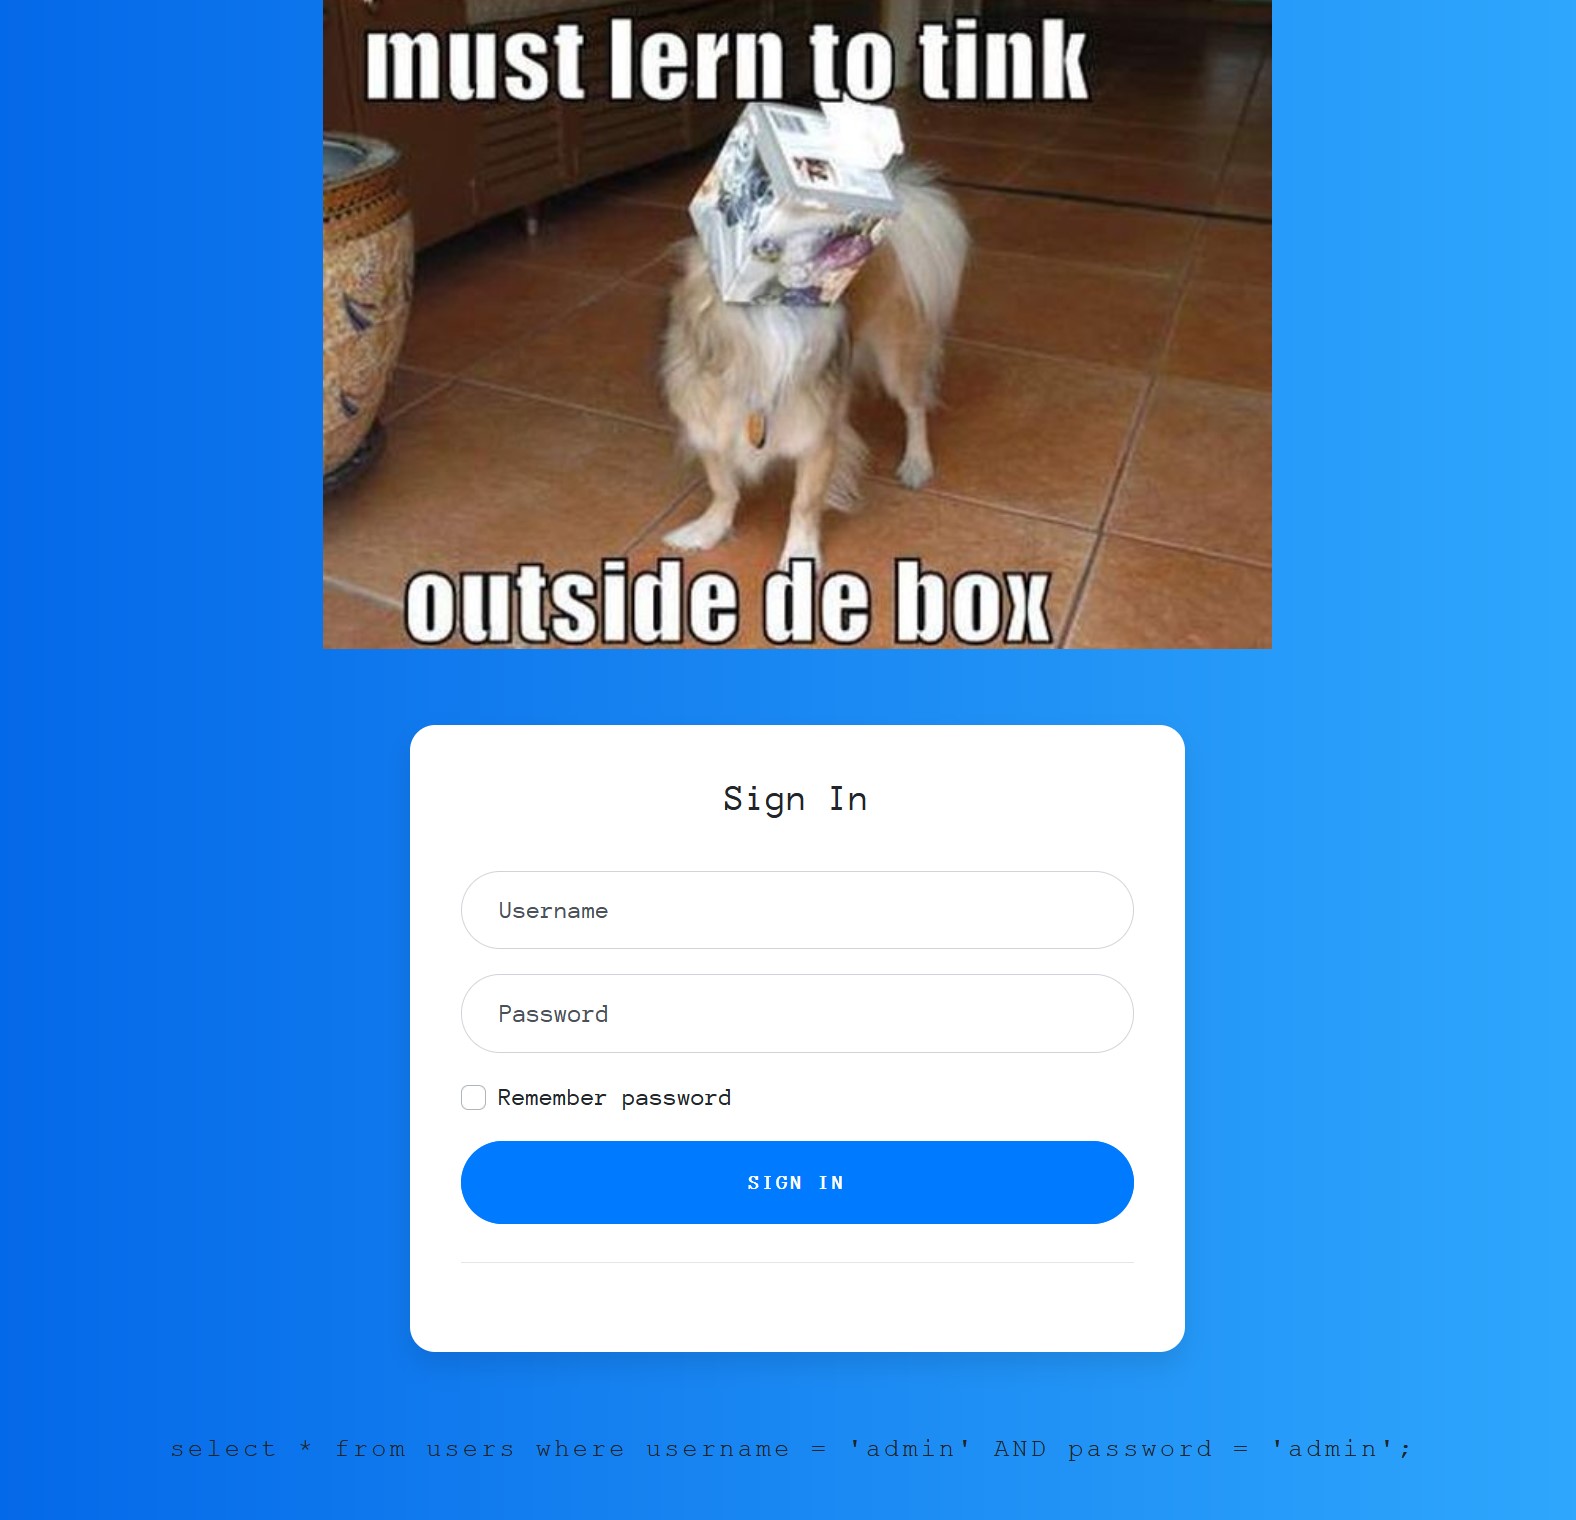 must lern to tink
outside de box
Sign In
Username
Password
Remember password
SIGN IN
select * from users where username = 'admin' AND password = 'admin';